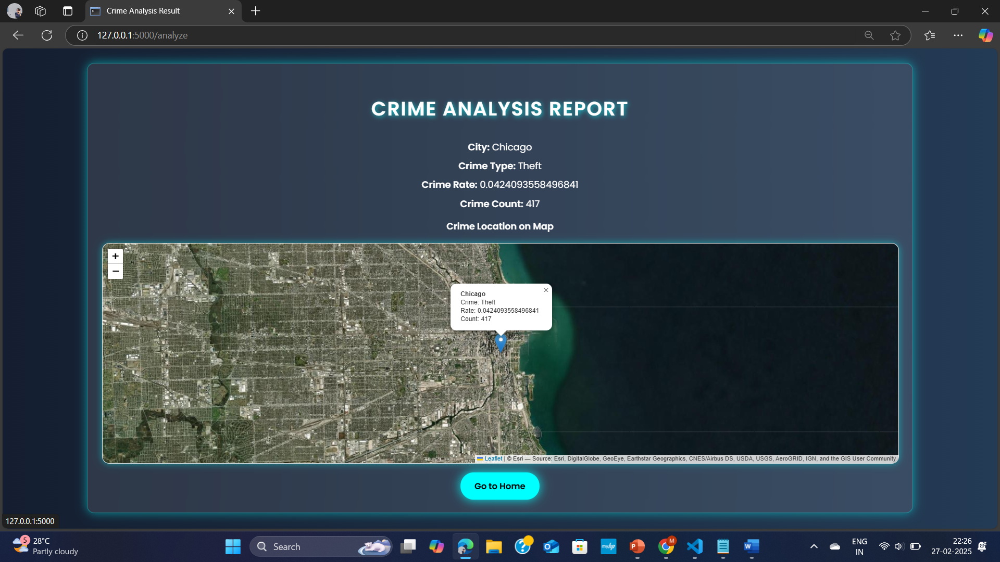 Crime Analysis Result
127.0.0.1:5000/analyze
CRIME ANALYSIS REPORT
City: Chicago
Crime Type: Theft
Crime Rate: 0.0424093558496841
Crime Count: 417
Crime Location on Map
+
−
Chicago
×
Crime: Theft
Rate: 0.0424093558496841
Count: 417
Leaflet | © Esri — Source: Esri, DigitalGlobe, GeoEye, Earthstar Geographics, CNES/Airbus DS, USDA, USGS, AeroGRID, IGN, and the GIS User Community
Go to Home
127.0.0.1:5000
5
28°C
Partly cloudy
Search
myhp
P
M
W
ENG
IN
22:26
27-02-2025